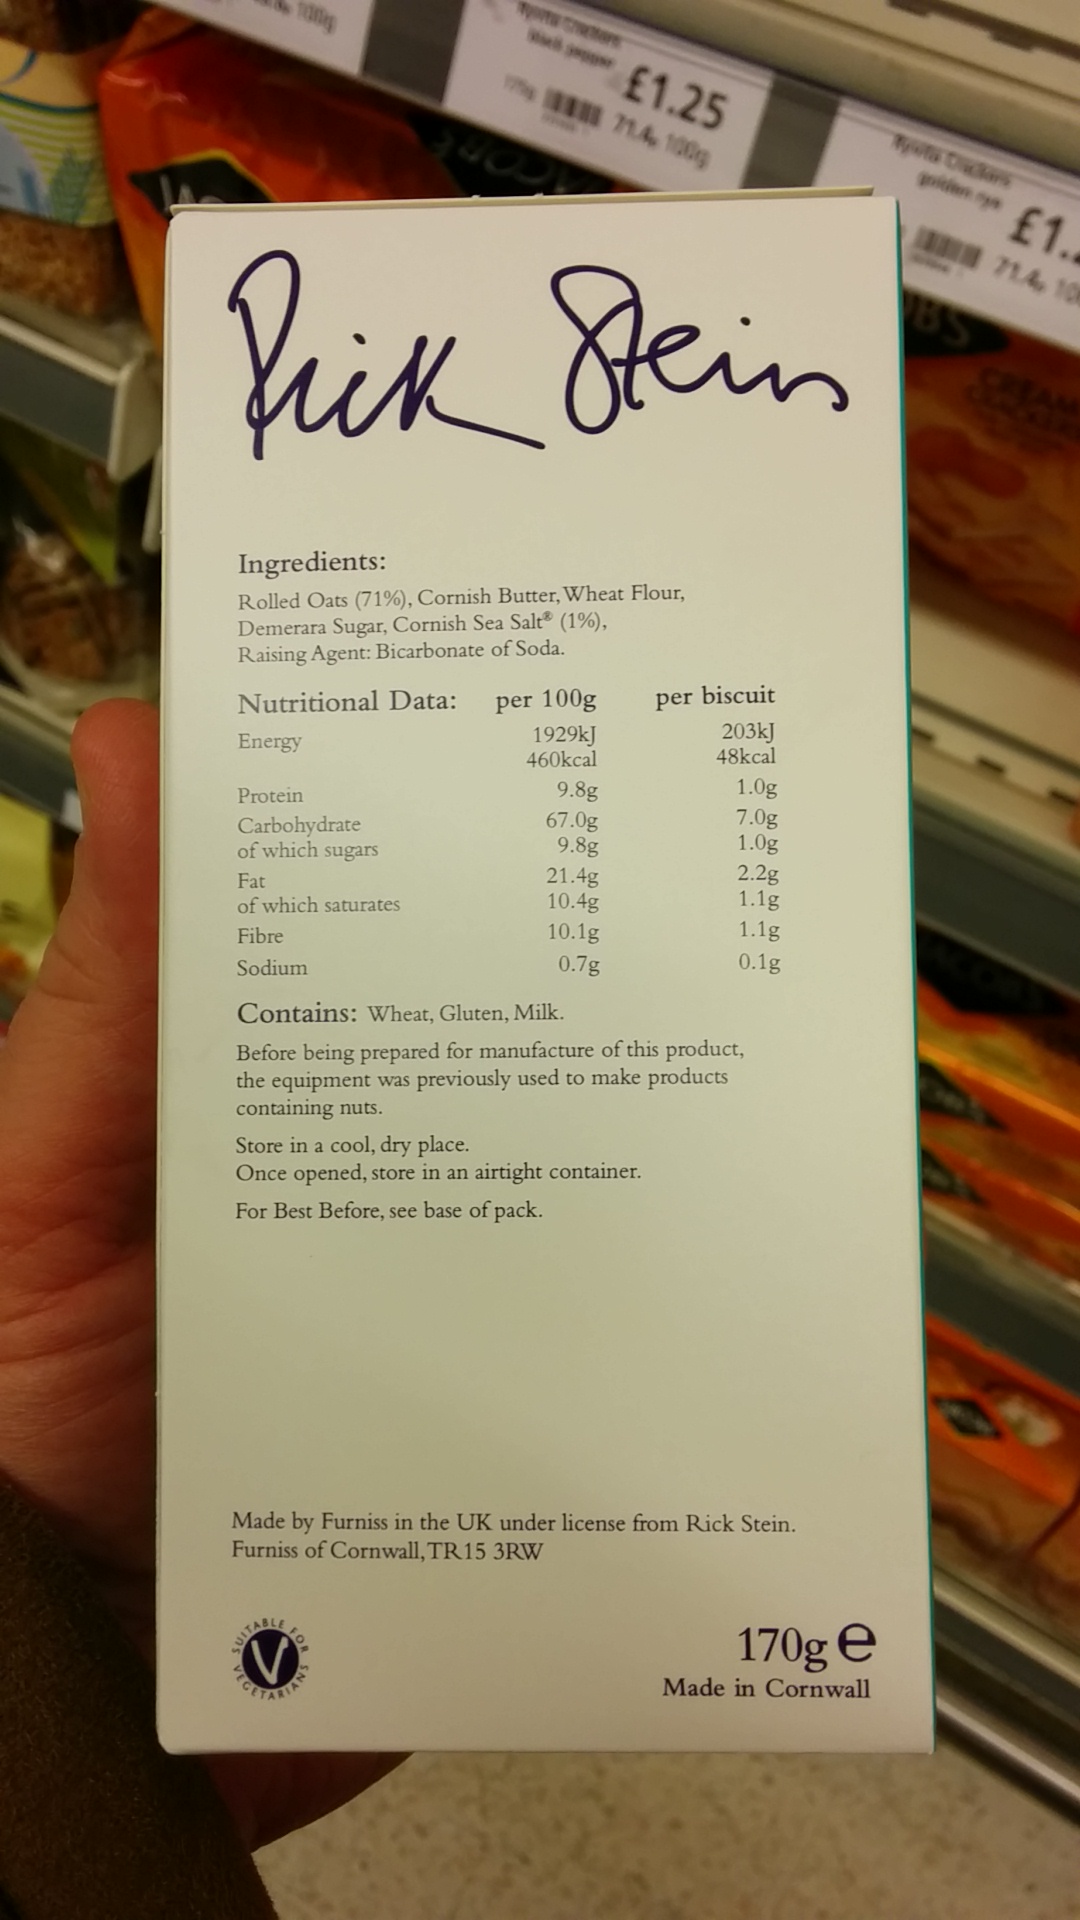 Ryvita Crackers
black pepper
£1.25
175g
71.4p 100g
Ryvita Crackers
golden rye
£1.
71.4p 10
100g
JACOB'S
Rick Stein
Ingredients:
Rolled Oats (71%), Cornish Butter, Wheat Flour,
Demerara Sugar, Cornish Sea Salt® (1%),
Raising Agent: Bicarbonate of Soda.
Nutritional Data: per 100g per biscuit
Energy 1929kJ 203kJ
460kcal 48kcal
Protein 9.8g 1.0g
Carbohydrate 67.0g 7.0g
of which sugars 9.8g 1.0g
Fat 21.4g 2.2g
of which saturates 10.4g 1.1g
Fibre 10.1g 1.1g
Sodium 0.7g 0.1g
Contains: Wheat, Gluten, Milk.
Before being prepared for manufacture of this product,
the equipment was previously used to make products
containing nuts.
Store in a cool, dry place.
Once opened, store in an airtight container.
For Best Before, see base of pack.
Made by Furniss in the UK under license from Rick Stein.
Furniss of Cornwall, TR15 3RW
SUITABLE FOR VEGETARIANS
V
170g e
Made in Cornwall
OBS
CREAM
CRACKERS